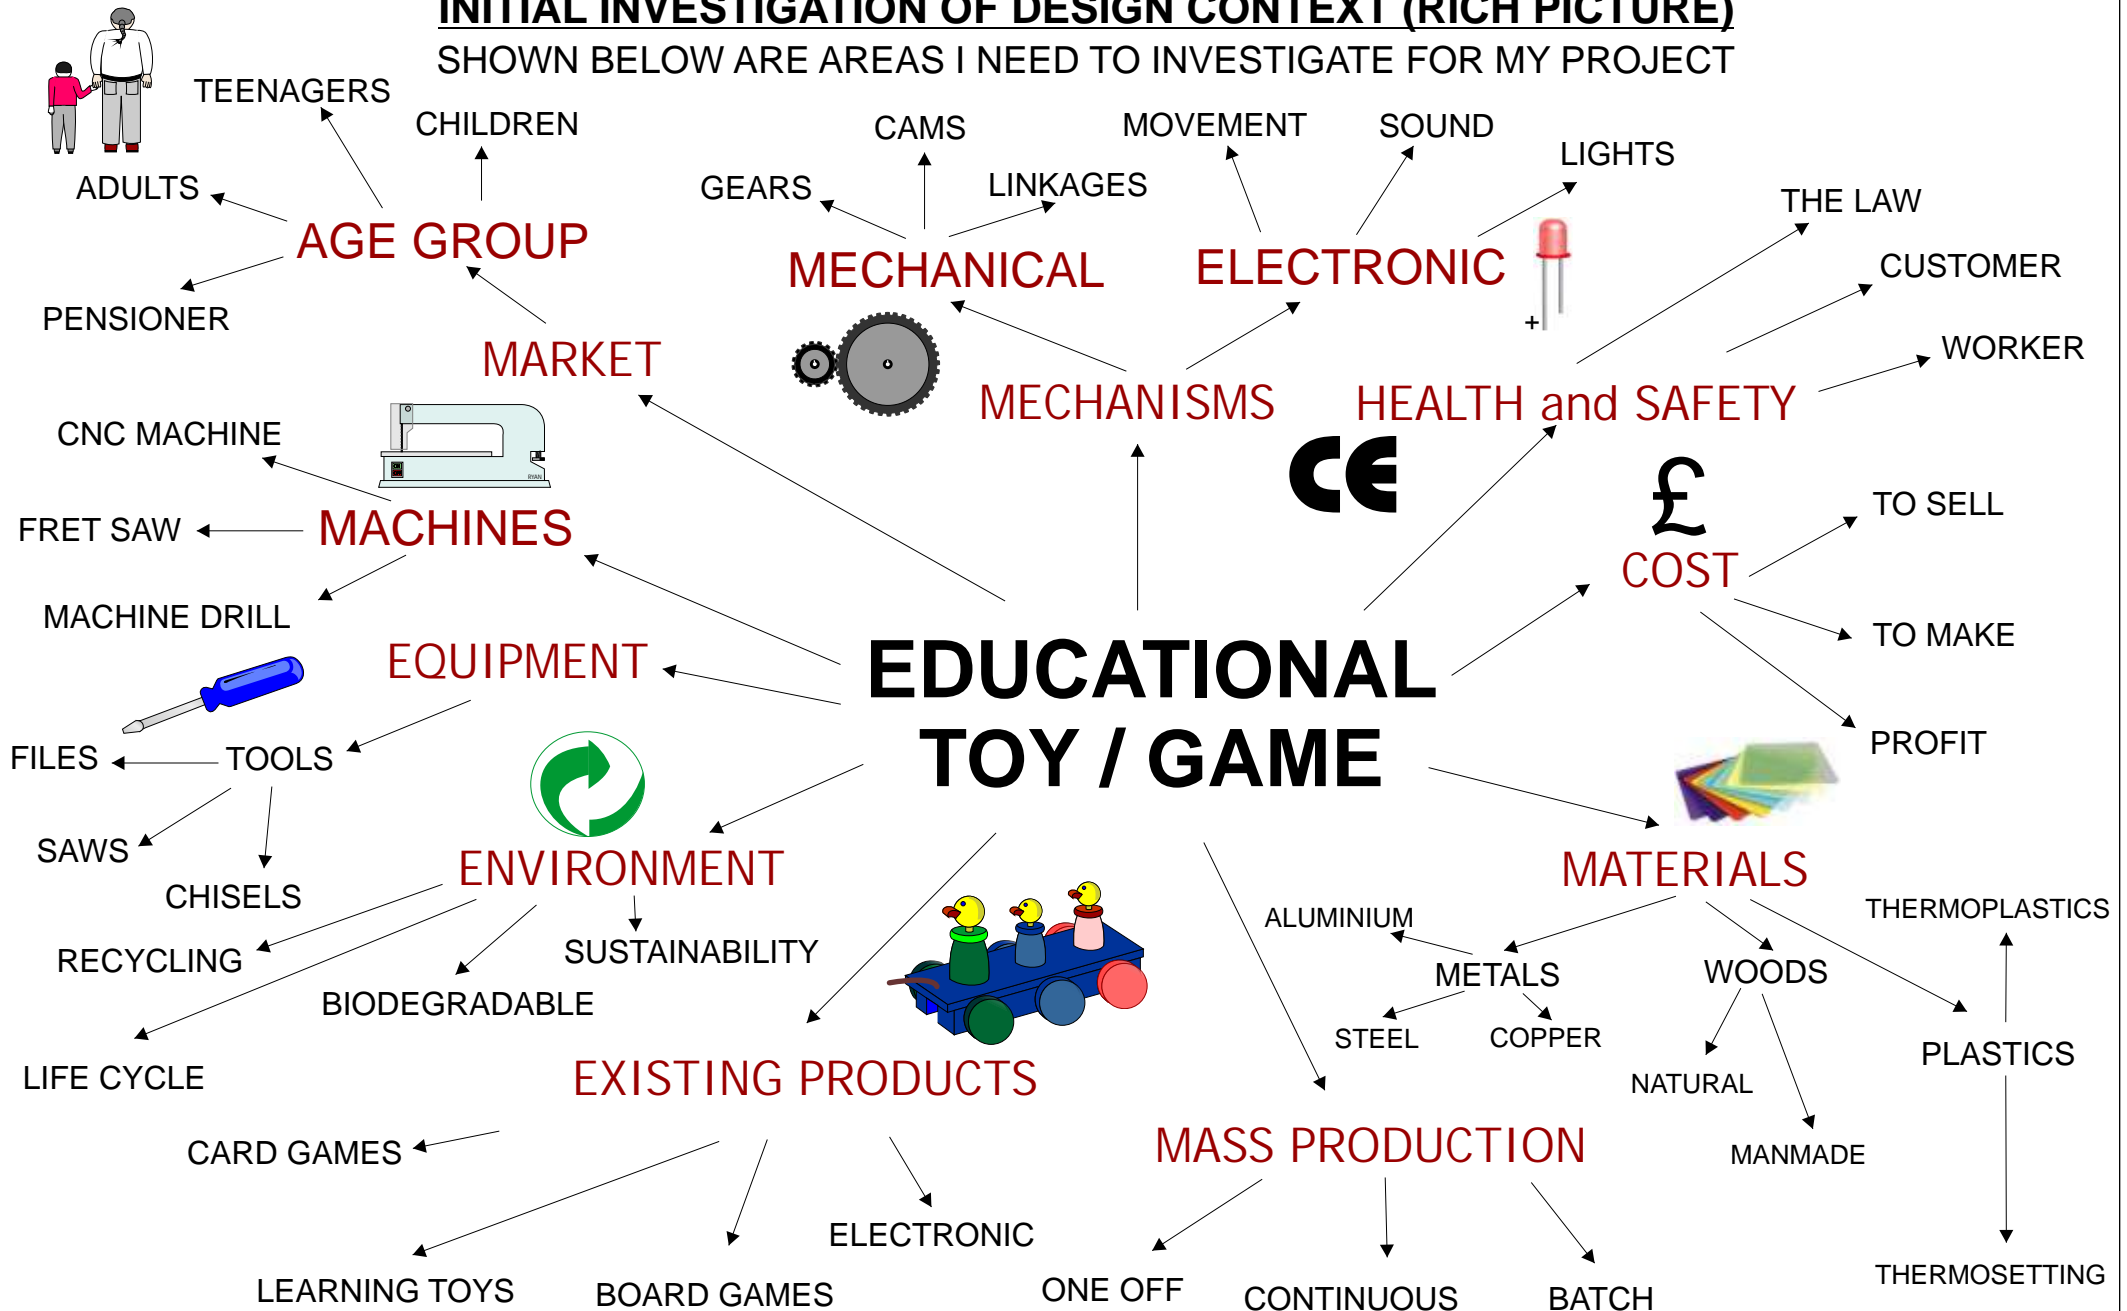 INITIAL INVESTIGATION OF DESIGN CONTEXT (RICH PICTURE)
SHOWN BELOW ARE AREAS I NEED TO INVESTIGATE FOR MY PROJECT
TEENAGERS
CHILDREN
ADULTS
AGE GROUP
PENSIONER
MARKET
CAMS
GEARS
LINKAGES
MECHANICAL
MOVEMENT
SOUND
LIGHTS
ELECTRONIC
+
MECHANISMS
THE LAW
CUSTOMER
WORKER
HEALTH and SAFETY
CE
CNC MACHINE
RYAN
FRET SAW
MACHINES
MACHINE DRILL
£
COST
TO SELL
TO MAKE
PROFIT
EDUCATIONAL
TOY / GAME
EQUIPMENT
FILES
TOOLS
SAWS
CHISELS
ENVIRONMENT
RECYCLING
SUSTAINABILITY
BIODEGRADABLE
LIFE CYCLE
MATERIALS
ALUMINIUM
METALS
STEEL
COPPER
WOODS
NATURAL
MANMADE
THERMOPLASTICS
PLASTICS
THERMOSETTING
EXISTING PRODUCTS
CARD GAMES
LEARNING TOYS
BOARD GAMES
ELECTRONIC
MASS PRODUCTION
ONE OFF
CONTINUOUS
BATCH